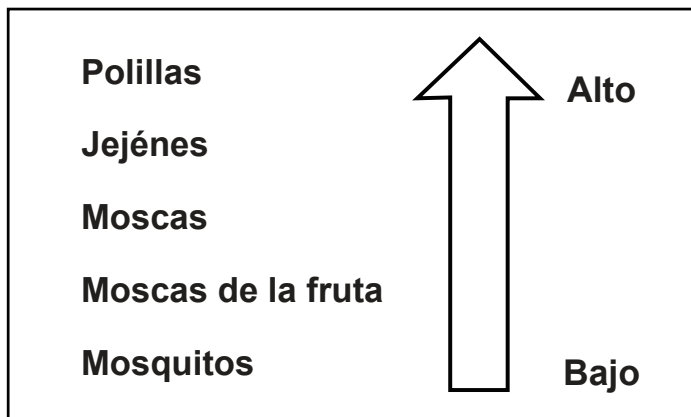 Polillas
Alto
Jejénes
Moscas
Moscas de la fruta
Mosquitos
Bajo